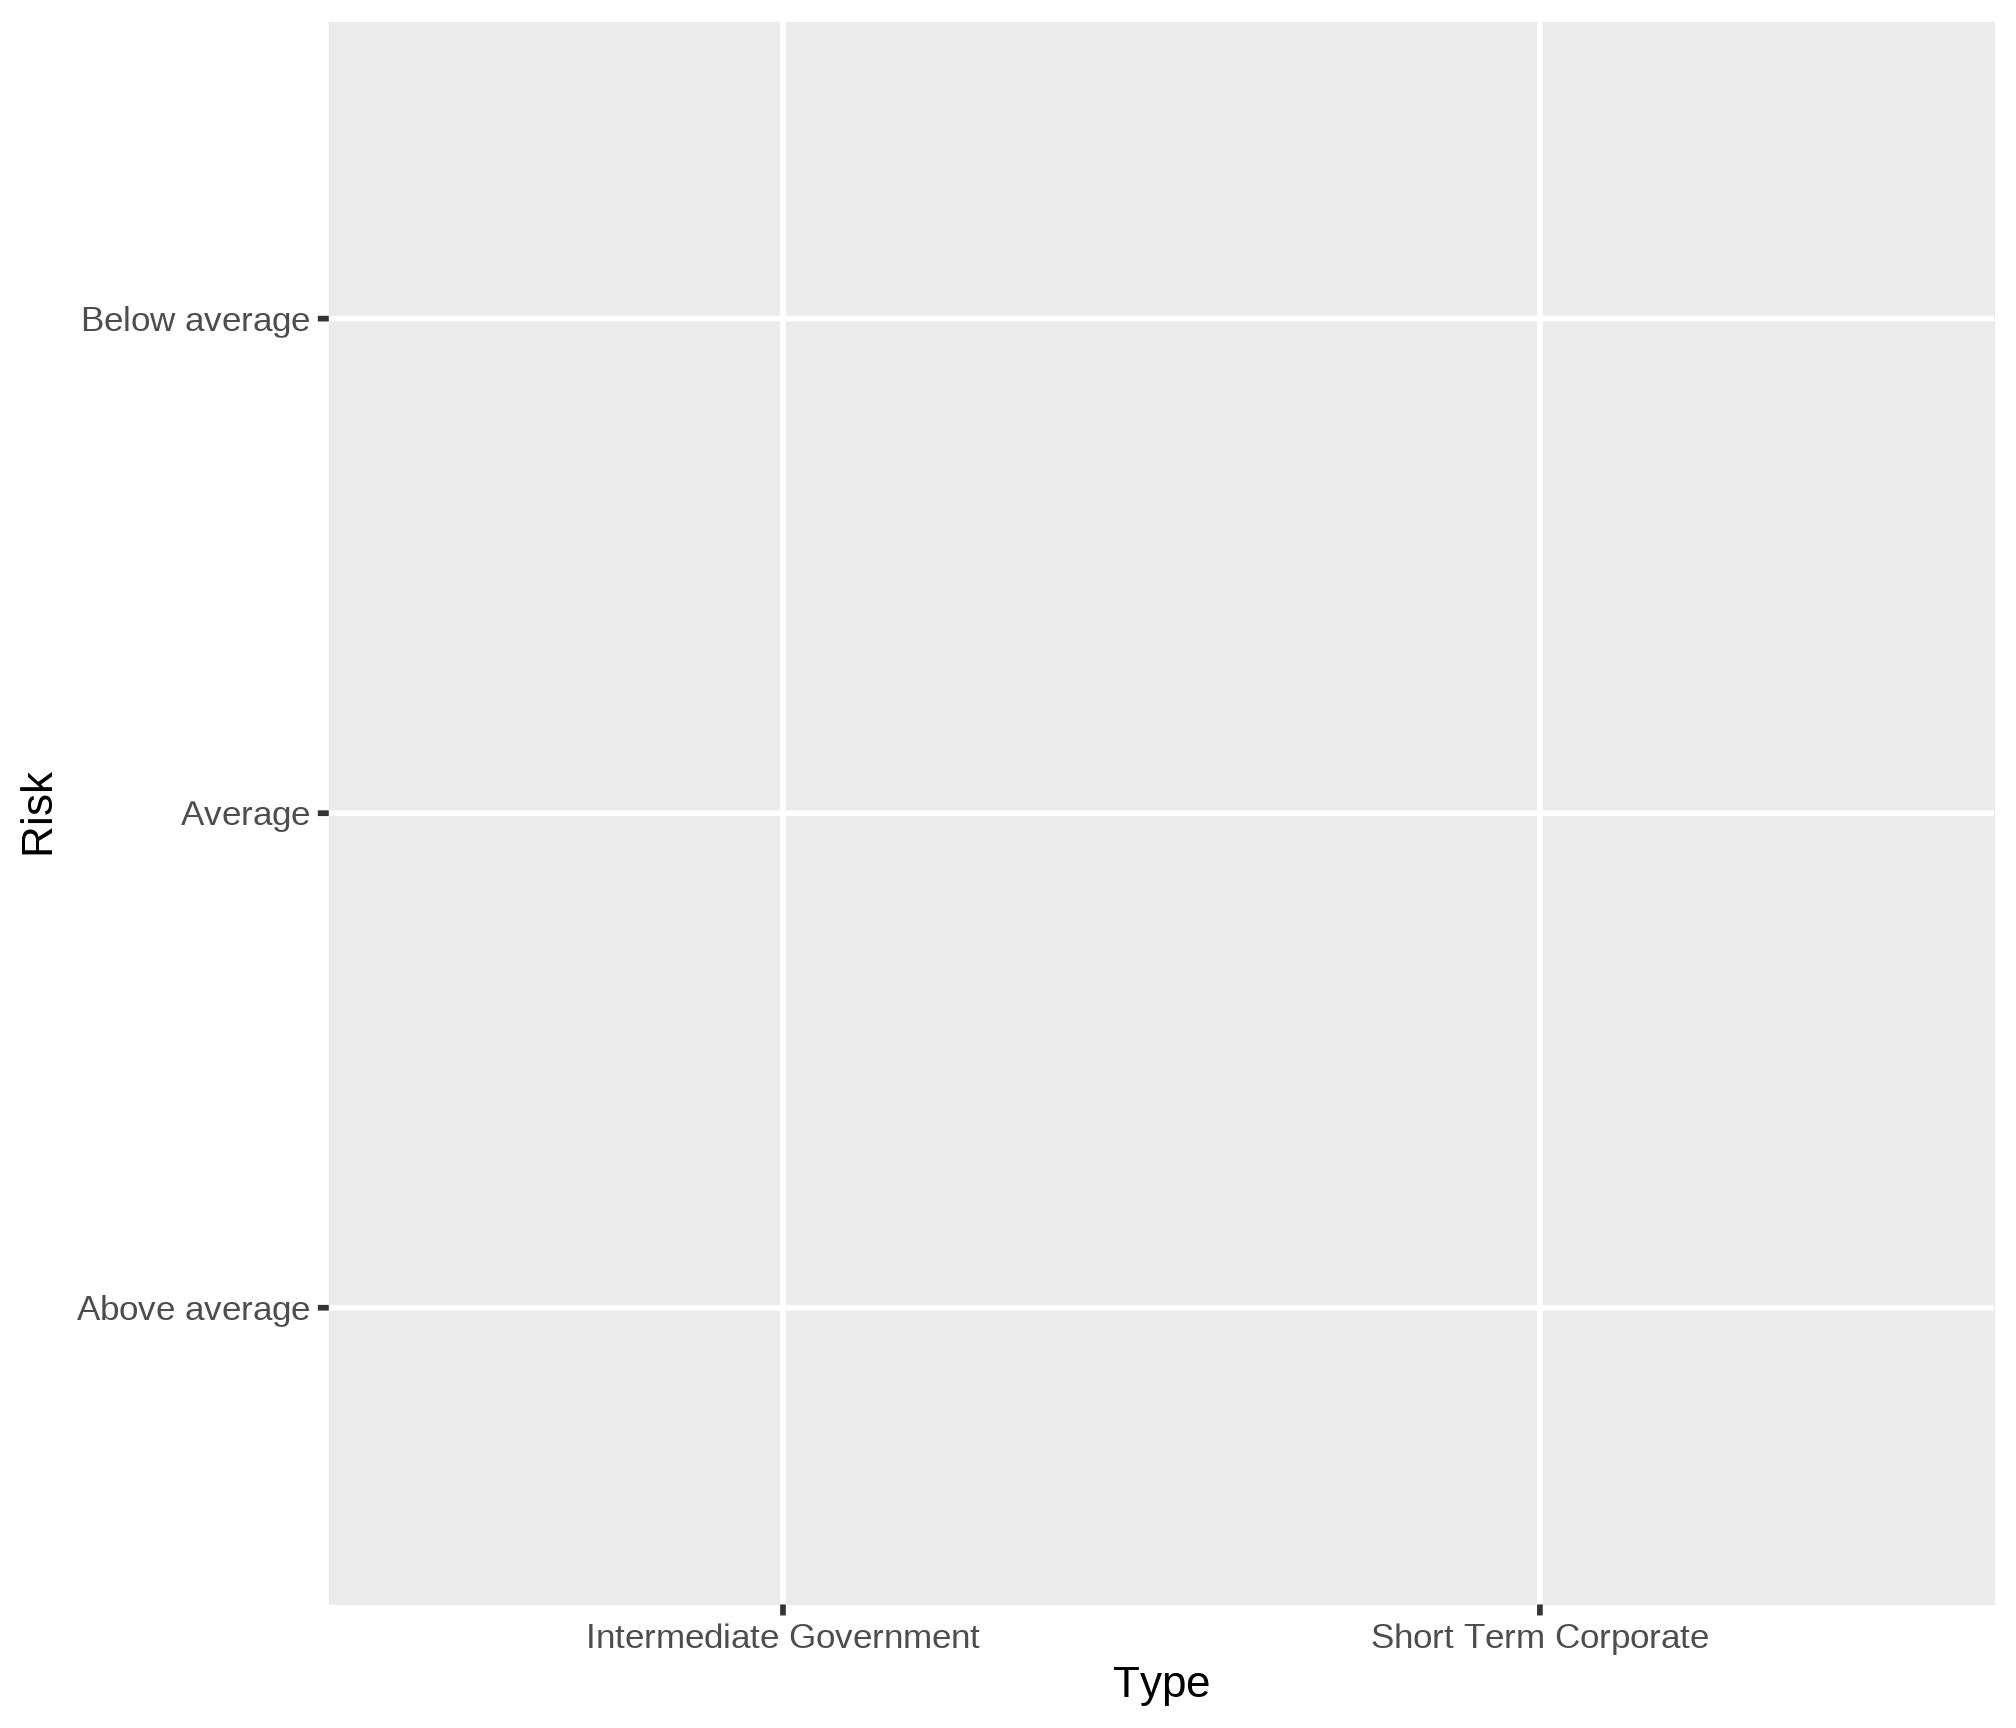 Below average
Average
Above average
Risk
Intermediate Government
Short Term Corporate
Type